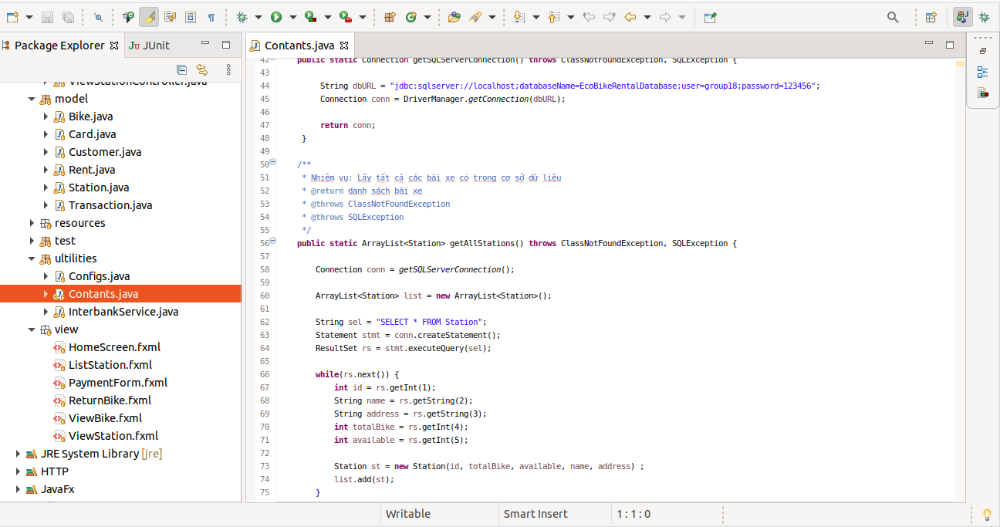 Package Explorer
JUnit
ViewStationController.java
model
Bike.java
Card.java
Customer.java
Rent.java
Station.java
Transaction.java
resources
test
ultilities
Configs.java
Contants.java
InterbankService.java
view
HomeScreen.fxml
ListStation.fxml
PaymentForm.fxml
ReturnBike.fxml
ViewBike.fxml
ViewStation.fxml
JRE System Library [jre]
HTTP
JavaFx
Contants.java
42 public static Connection getSQLServerConnection() throws ClassNotFoundException, SQLException {
43
44 String dbURL = "jdbc:sqlserver://localhost;databaseName=EcoBikeRentalDatabase;user=group18;password=123456";
45 Connection conn = DriverManager.getConnection(dbURL);
46
47 return conn;
48 }
49
50 /**
51 * Nhiệm vụ: Lấy tất cả các bãi xe có trong cơ sở dữ liệu
52 * @return danh sách bãi xe
53 * @throws ClassNotFoundException
54 * @throws SQLException
55 */
56 public static ArrayList<Station> getAllStations() throws ClassNotFoundException, SQLException {
57
58 Connection conn = getSQLServerConnection();
59
60 ArrayList<Station> list = new ArrayList<Station>();
61
62 String sel = "SELECT * FROM Station";
63 Statement stmt = conn.createStatement();
64 ResultSet rs = stmt.executeQuery(sel);
65
66 while(rs.next()) {
67 int id = rs.getInt(1);
68 String name = rs.getString(2);
69 String address = rs.getString(3);
70 int totalBike = rs.getInt(4);
71 int available = rs.getInt(5);
72
73 Station st = new Station(id, totalBike, available, name, address) ;
74 list.add(st);
75 }
Writable
Smart Insert
1 : 1 : 0